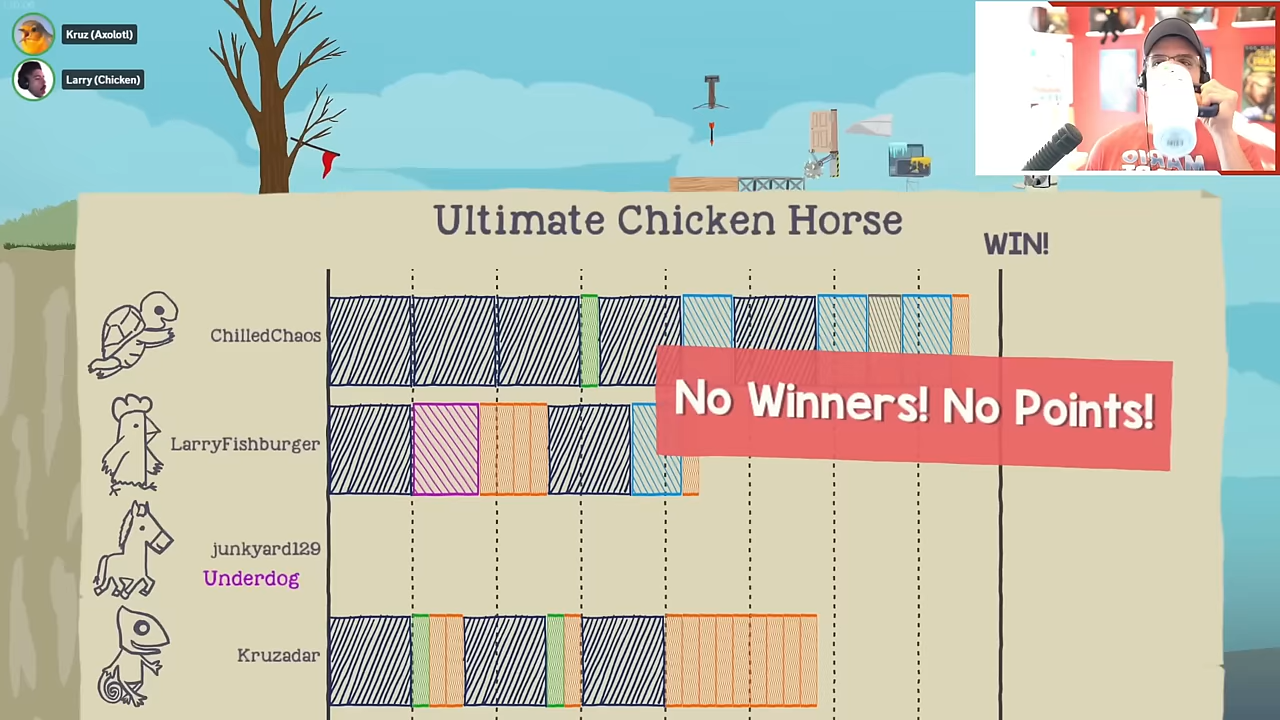 Kruz (Axolotl)
Larry (Chicken)
Ultimate Chicken Horse
WIN!
ChilledChaos
No Winners! No Points!
LarryFishburger
junkyard129
Underdog
Kruzadar